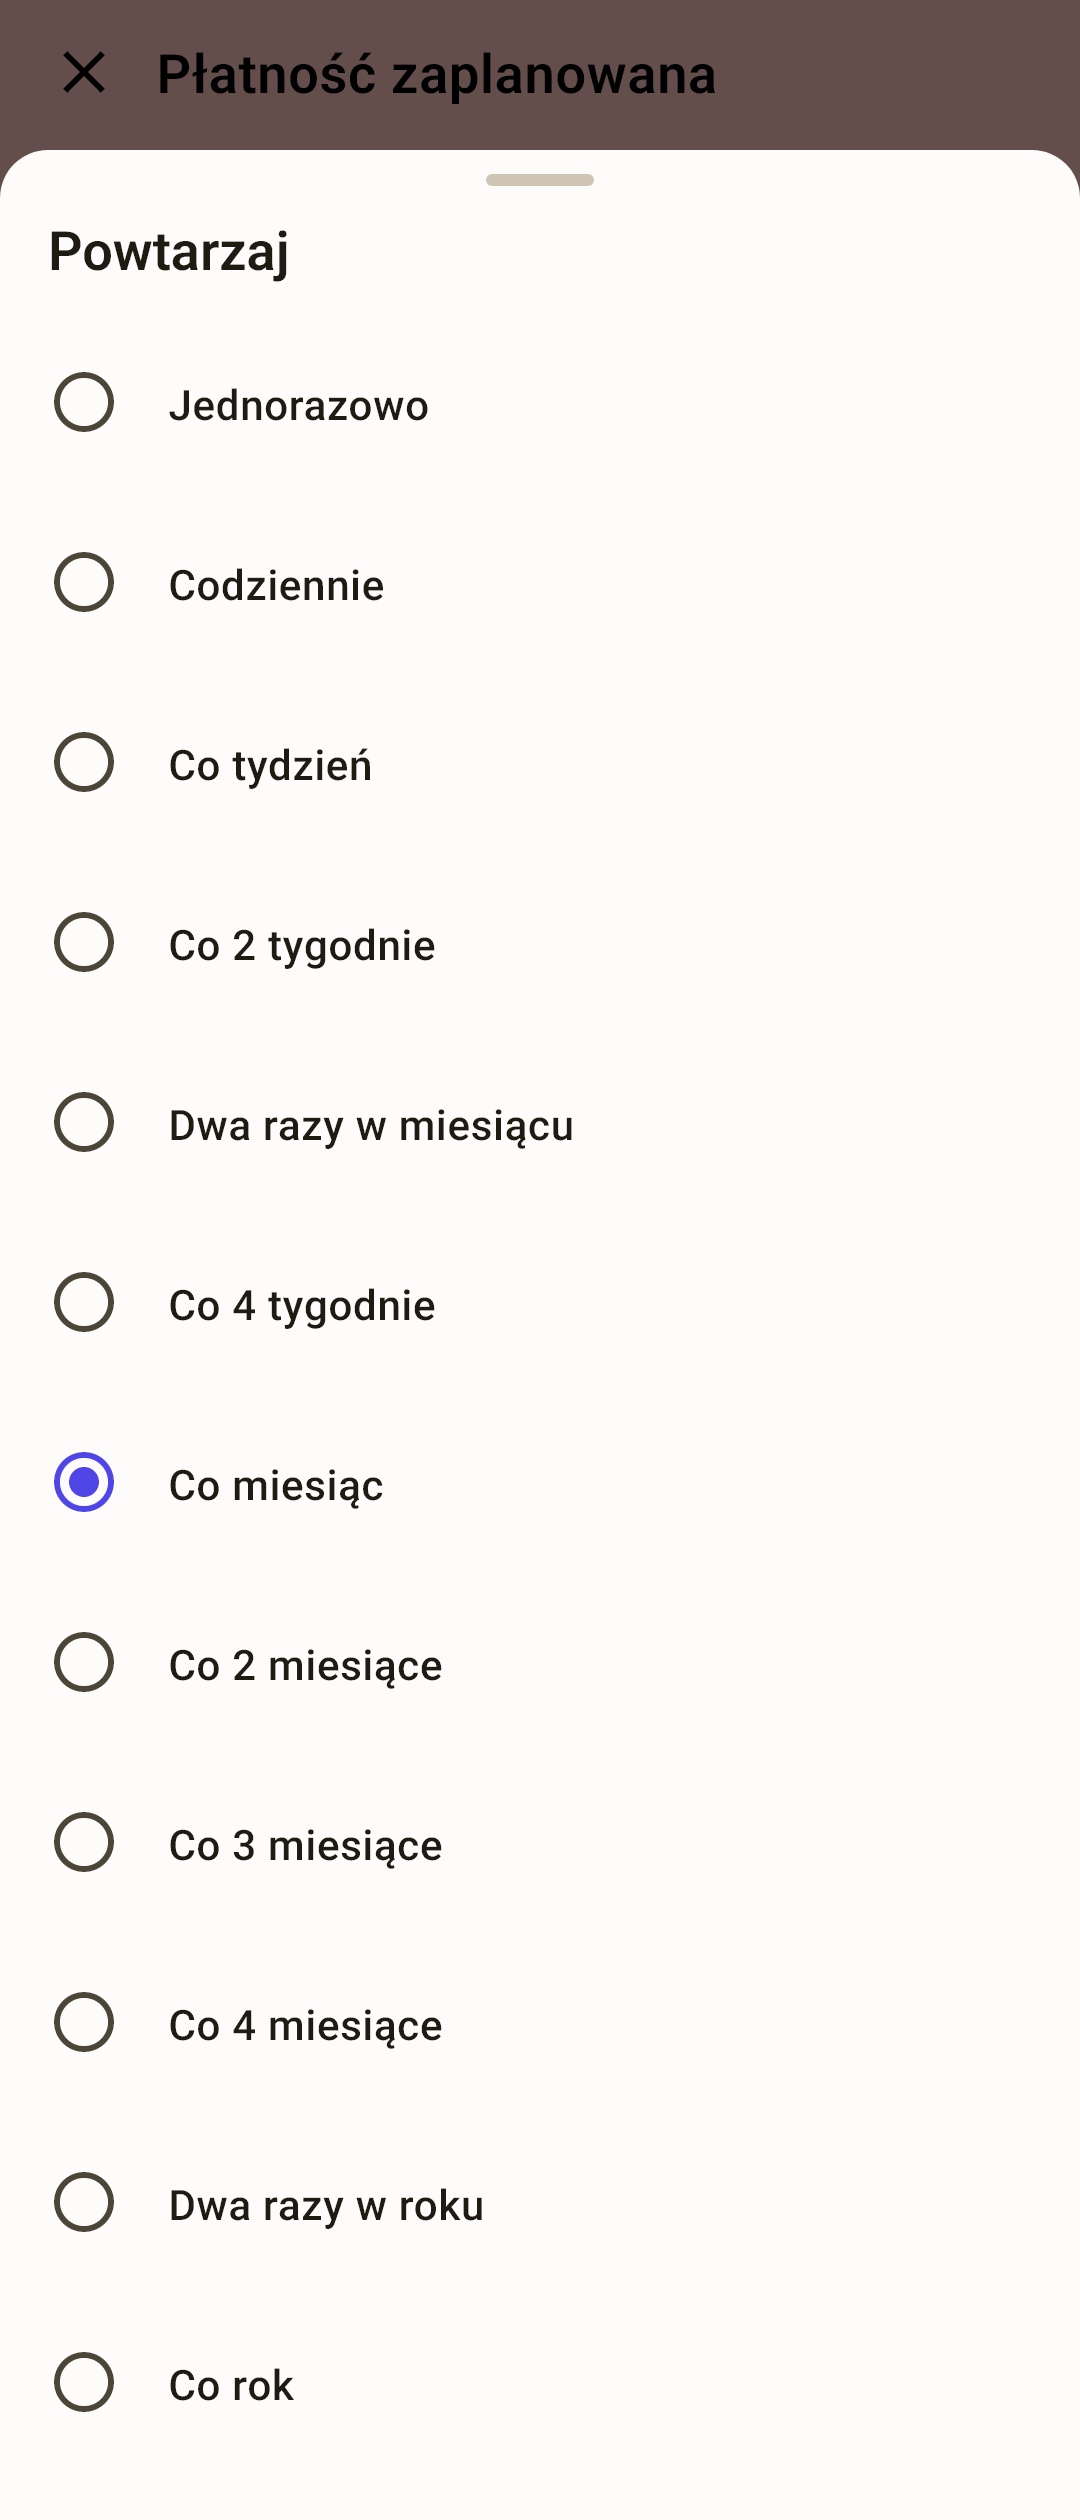 Płatność zaplanowana
Powtarzaj
Jednorazowo
Codziennie
Co tydzień
Co 2 tygodnie
Dwa razy w miesiącu
Co 4 tygodnie
Co miesiąc
Co 2 miesiące
Co 3 miesiące
Co 4 miesiące
Dwa razy w roku
Co rok